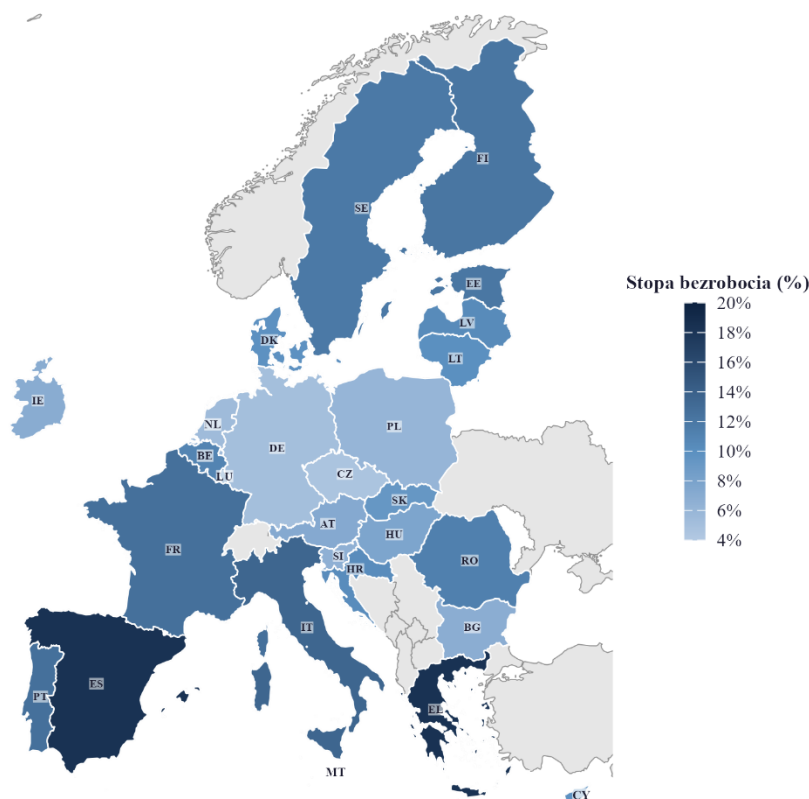 FI
SE
EE
Stopa bezrobocia (%)
20%
18%
16%
14%
12%
10%
8%
6%
4%
LV
DK
LT
IE
NL
PL
DE
BE
CZ
LU
SK
AT
HU
FR
SI
RO
HR
IT
BG
ES
PT
EL
MT
CY